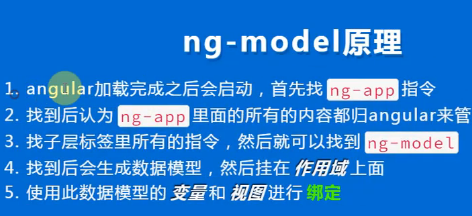 ng-model原理
1. angular加载完成之后会启动，首先找 ng-app 指令
2. 找到后认为 ng-app 里面的所有的内容都归angular来管
3. 找子层标签里所有的指令，然后就可以找到 ng-model
4. 找到后会生成数据模型，然后挂在 作用域 上面
5. 使用此数据模型的 变量 和 视图 进行 绑定